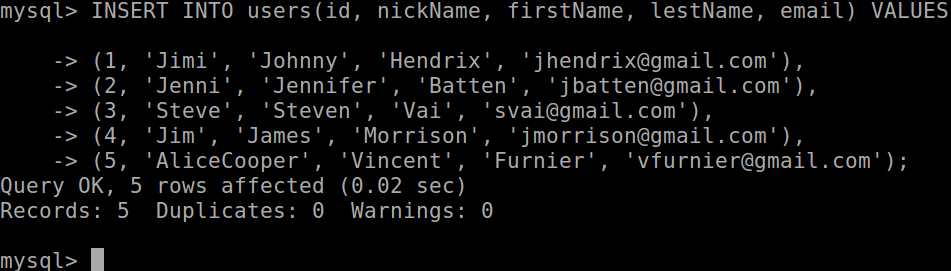 mysql> INSERT INTO users(id, nickName, firstName, lestName, email) VALUES
-> (1, 'Jimi', 'Johnny', 'Hendrix', 'jhendrix@gmail.com'),
-> (2, 'Jenni', 'Jennifer', 'Batten', 'jbatten@gmail.com'),
-> (3, 'Steve', 'Steven', 'Vai', 'svai@gmail.com'),
-> (4, 'Jim', 'James', 'Morrison', 'jmorrison@gmail.com'),
-> (5, 'AliceCooper', 'Vincent', 'Furnier', 'vfurnier@gmail.com');
Query OK, 5 rows affected (0.02 sec)
Records: 5  Duplicates: 0  Warnings: 0
mysql>